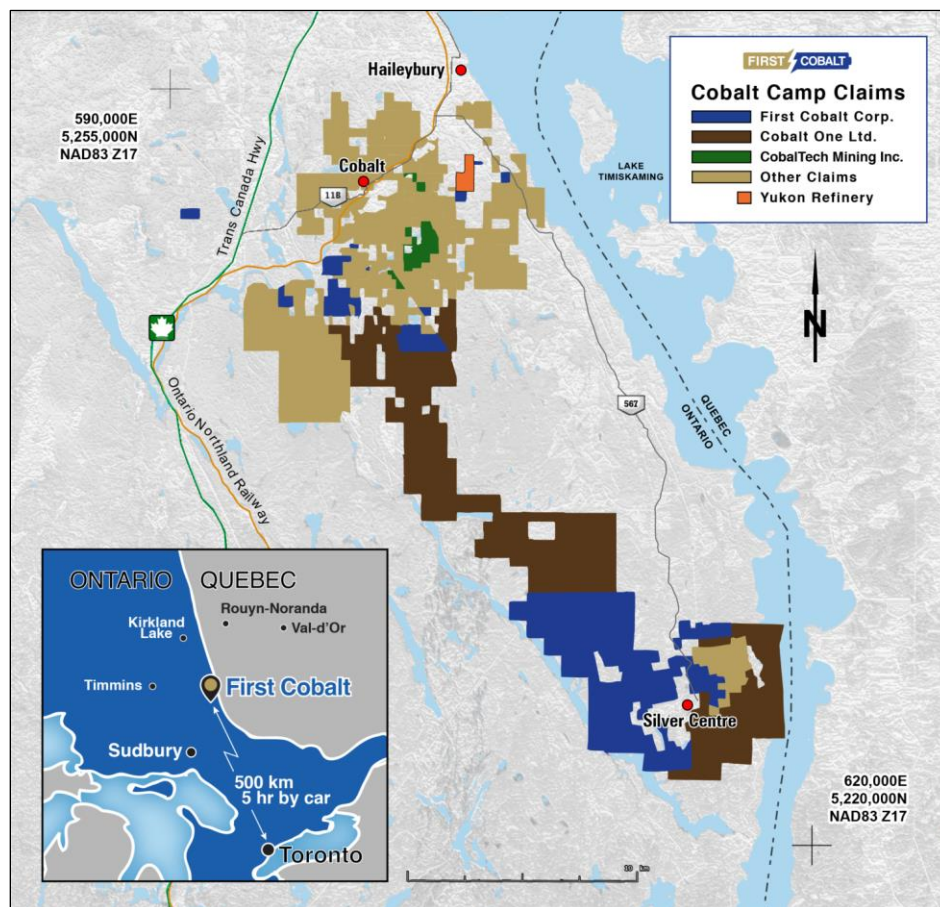 Haileybury
590,000E
5,255,000N
NAD83 Z17
Cobalt
11B
Trans Canada Hwy
LAKE
TIMISKAMING
FIRST COBALT
Cobalt Camp Claims
First Cobalt Corp.
Cobalt One Ltd.
CobalTech Mining Inc.
Other Claims
Yukon Refinery
N
Ontario Northland Railway
567
QUEBEC
ONTARIO
Silver Centre
620,000E
5,220,000N
NAD83 Z17
10 km
ONTARIO QUEBEC
Rouyn-Noranda
Kirkland
Lake
Val-d'Or
Timmins
First Cobalt
Sudbury
500 km
5 hr by car
Toronto